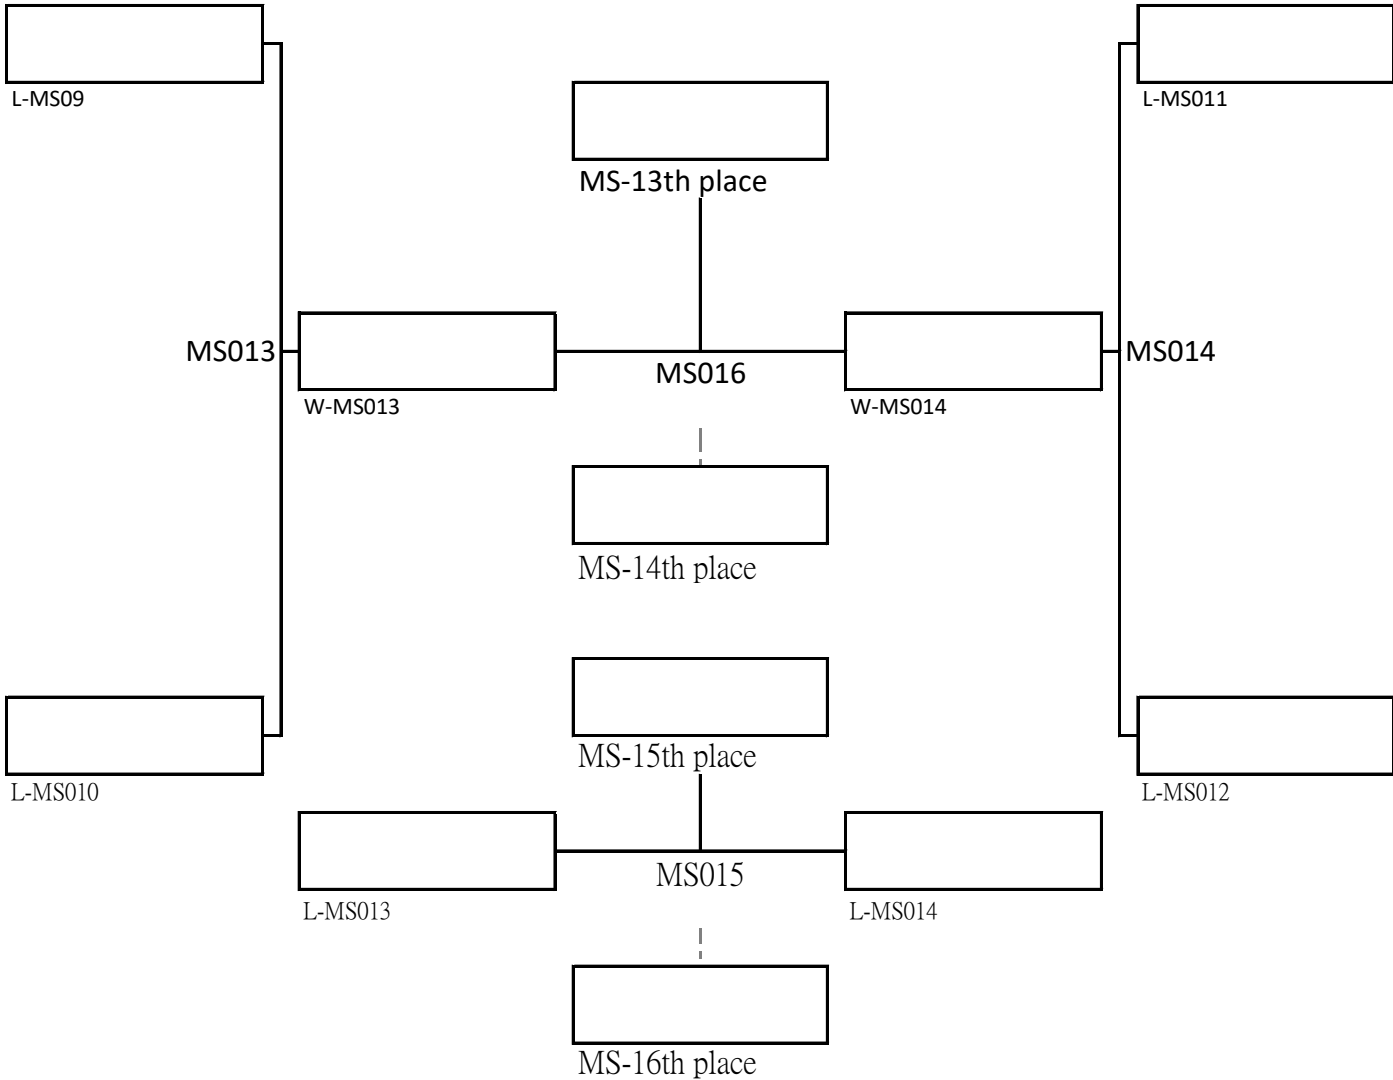 L-MS09
L-MS011
MS-13th place
MS013
MS014
MS016
W-MS013
W-MS014
MS-14th place
MS-15th place
L-MS010
L-MS012
MS015
L-MS013
L-MS014
MS-16th place